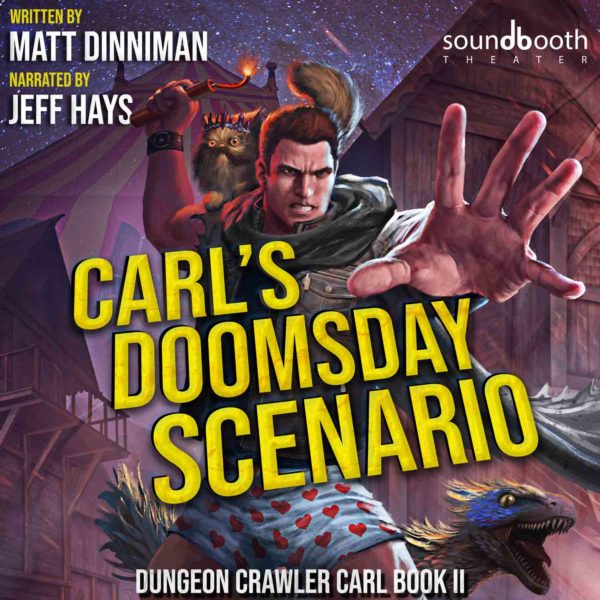 WRITTEN BY
MATT DINNIMAN
NARRATED BY
JEFF HAYS
soundbooth
THEATER
CARL'S
DOOMSDAY
SCENARIO
DUNGEON CRAWLER CARL BOOK II